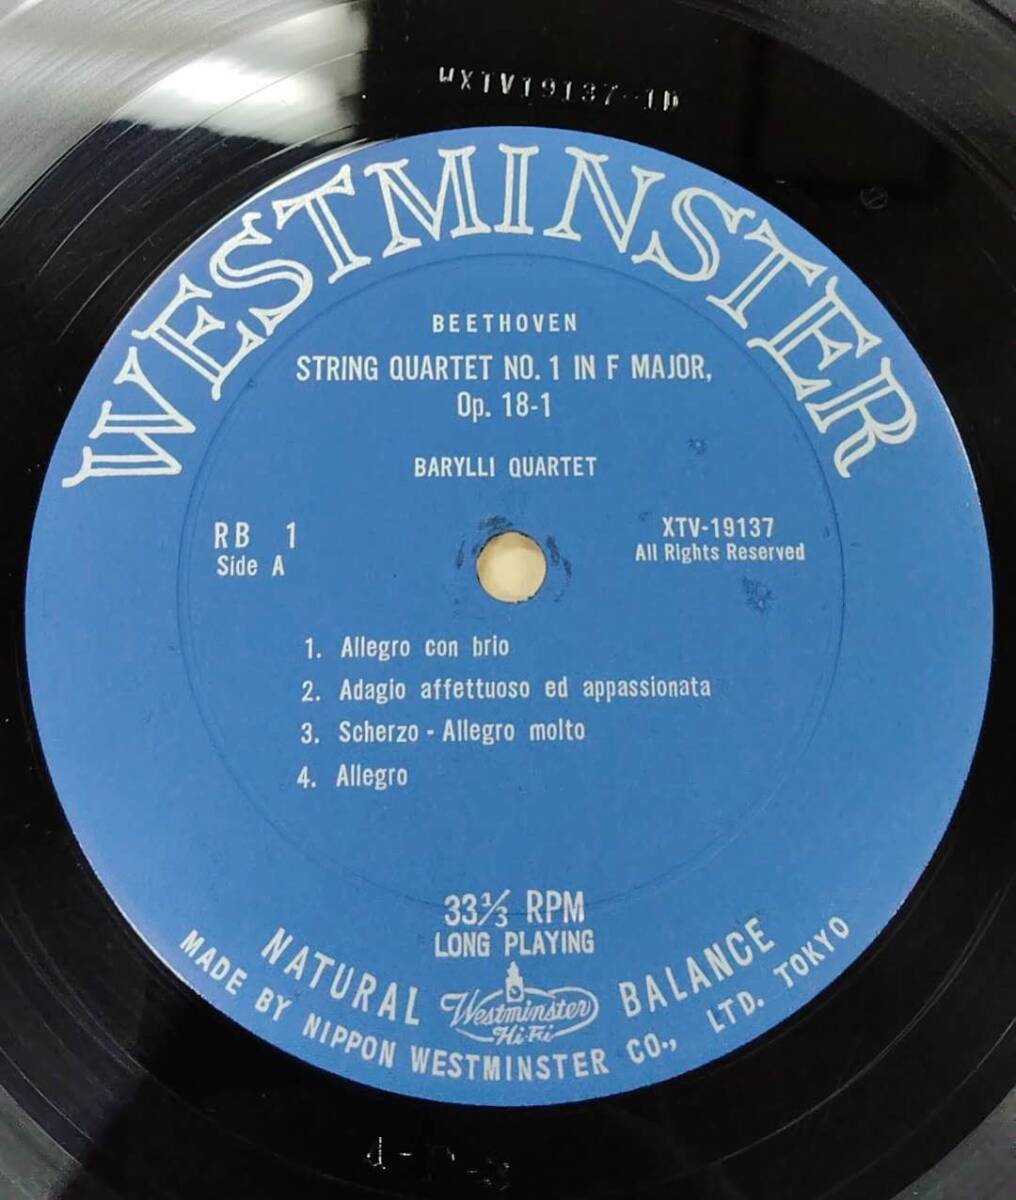 WX1V19137-1D
WESTMINSTER
BEETHOVEN
STRING QUARTET NO. 1 IN F MAJOR,
Op. 18-1
BARYLLI QUARTET
RB 1
Side A
XTV-19137
All Rights Reserved
1. Allegro con brio
2. Adagio affettuoso ed appassionata
3. Scherzo - Allegro molto
4. Allegro
33⅓ RPM
LONG PLAYING
NATURAL BALANCE
Westminster
Hi-Fi
MADE BY NIPPON WESTMINSTER CO., LTD. TOKYO